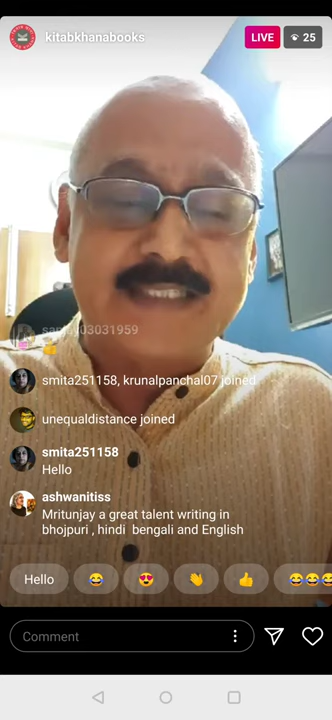 kitabkhanabooks
LIVE
25
smita251158, krunalpanchal07 joined
unequaldistance joined
smita251158
Hello
ashwanitiss
Mritunjay a great talent writing in
bhojpuri , hindi bengali and English
Hello
Comment